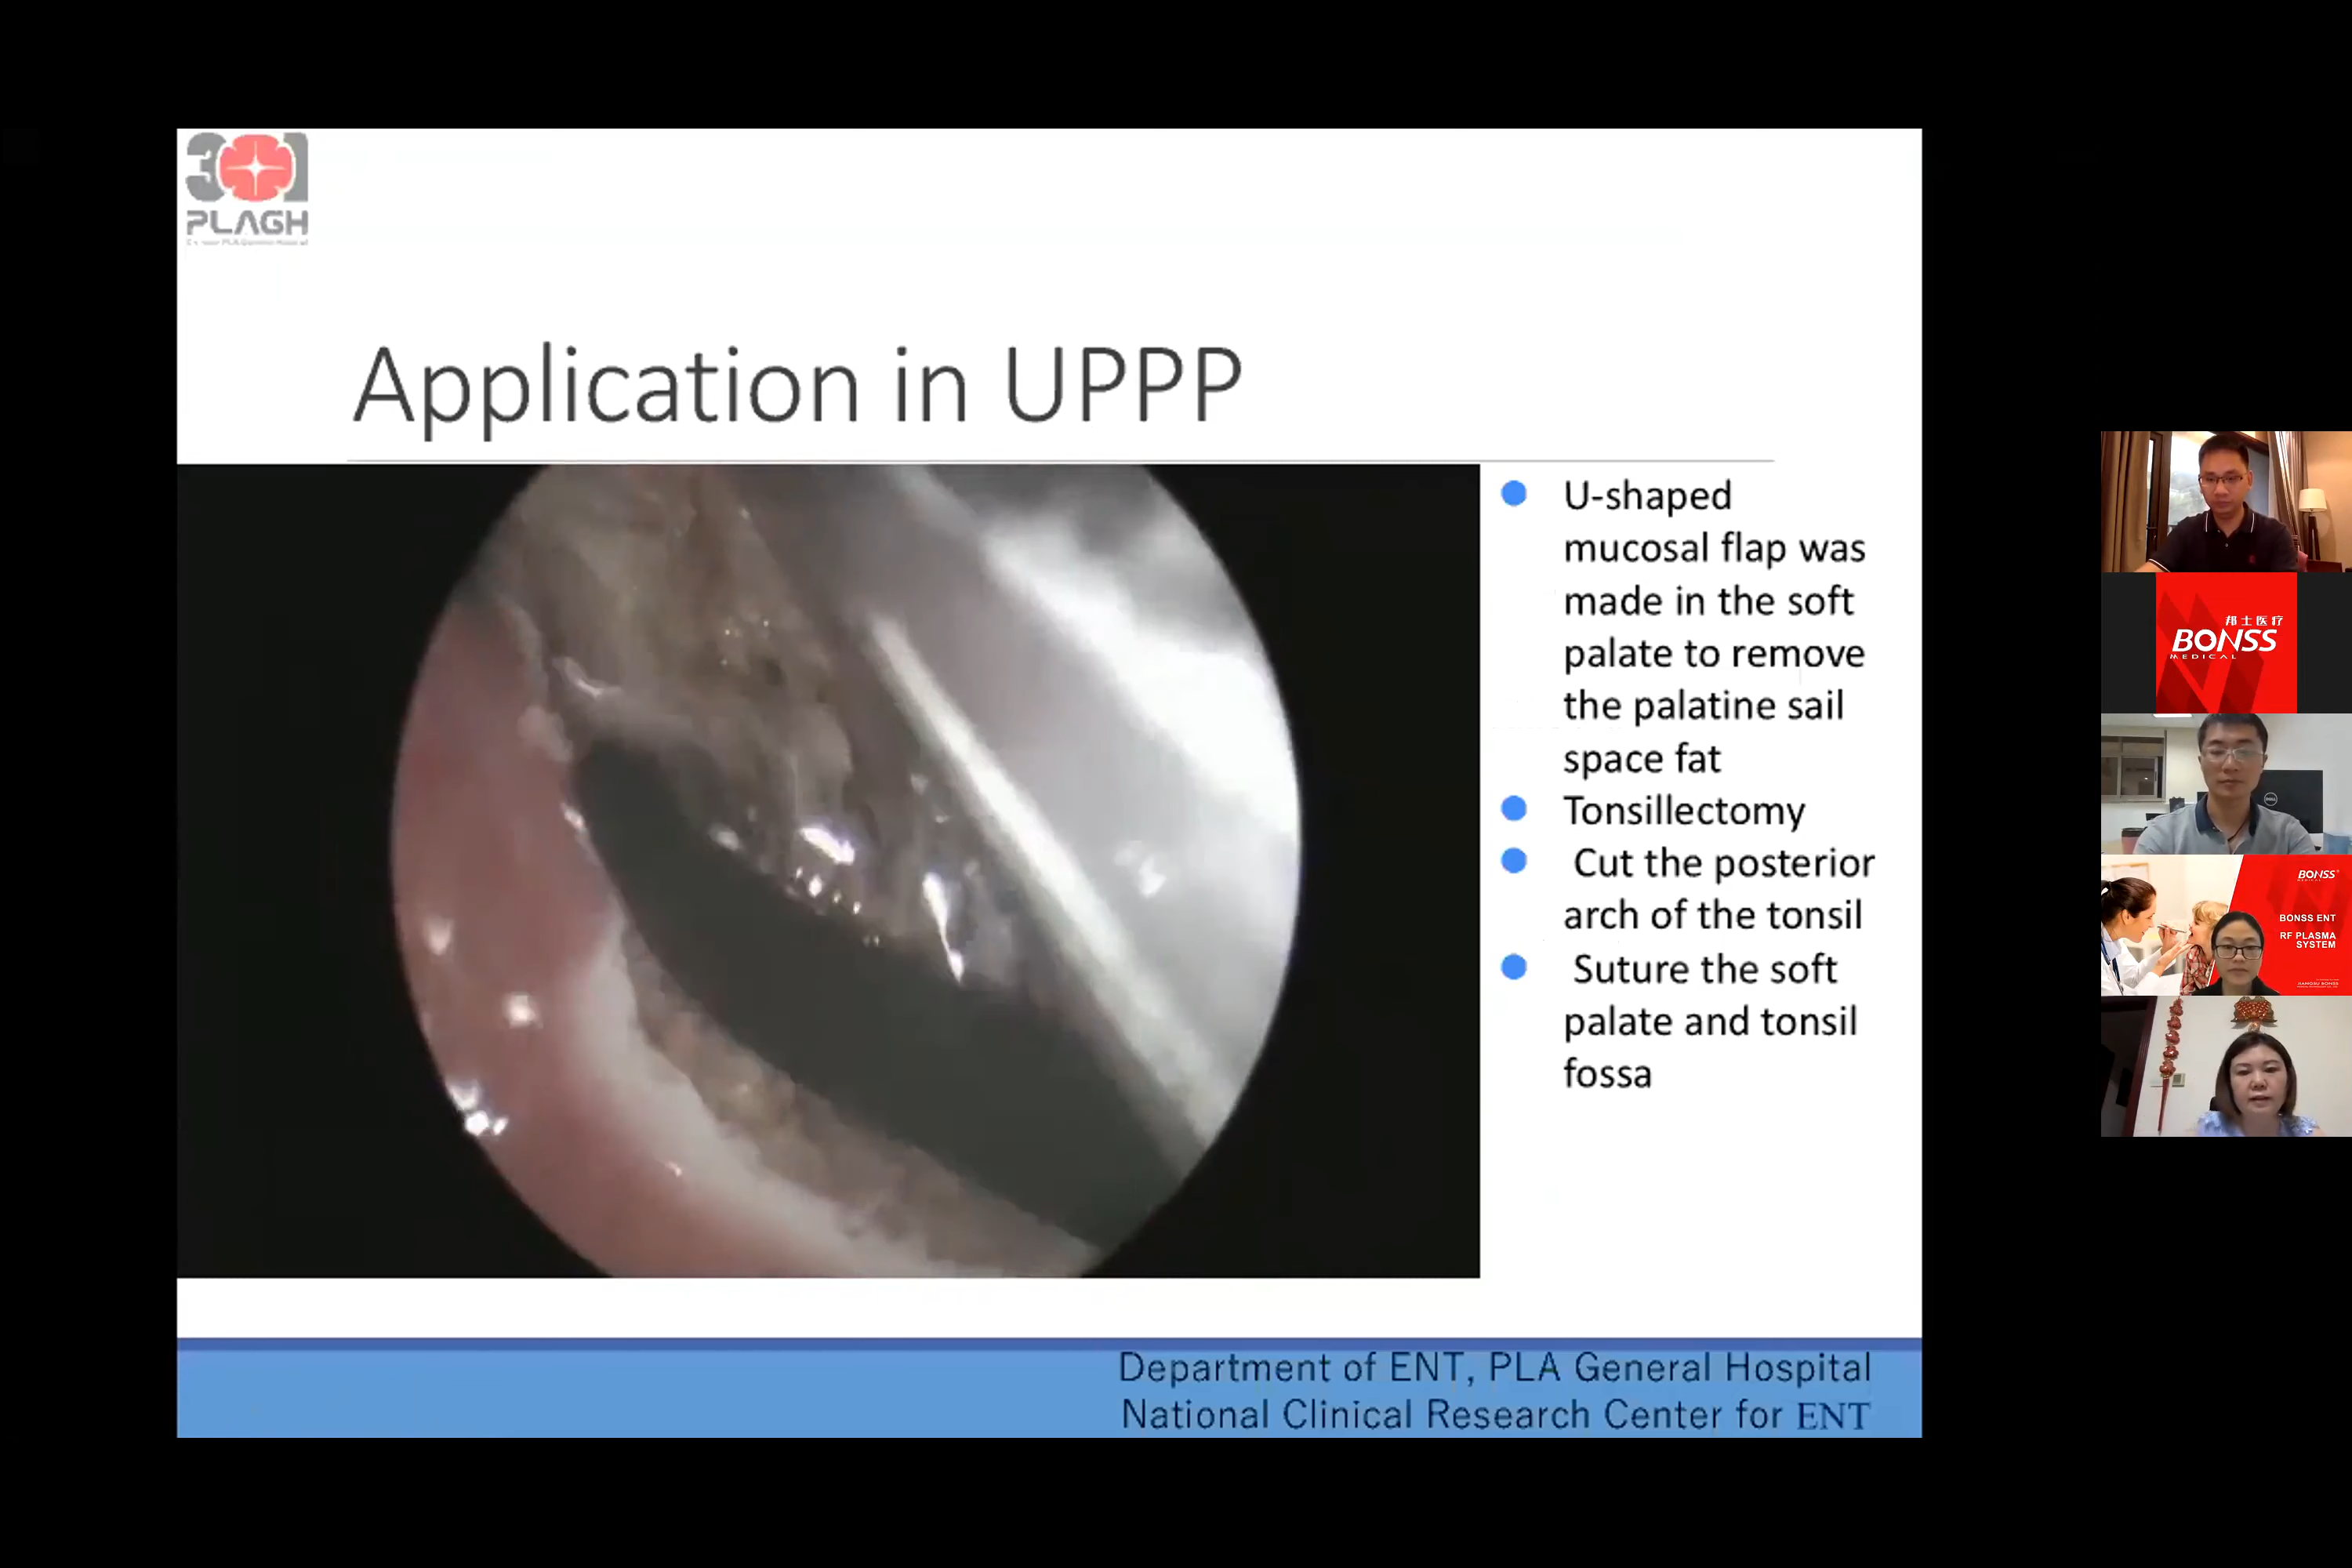 301
PLAGH
Application in UPPP
U-shaped
mucosal flap was
made in the soft
palate to remove
the palatine sail
space fat
Tonsillectomy
Cut the posterior
arch of the tonsil
Suture the soft
palate and tonsil
fossa
Department of ENT, PLA General Hospital
National Clinical Research Center for ENT
邦士医疗
BONSS
MEDICAL
DELL
BONSS
BONSS ENT
RF PLASMA
SYSTEM